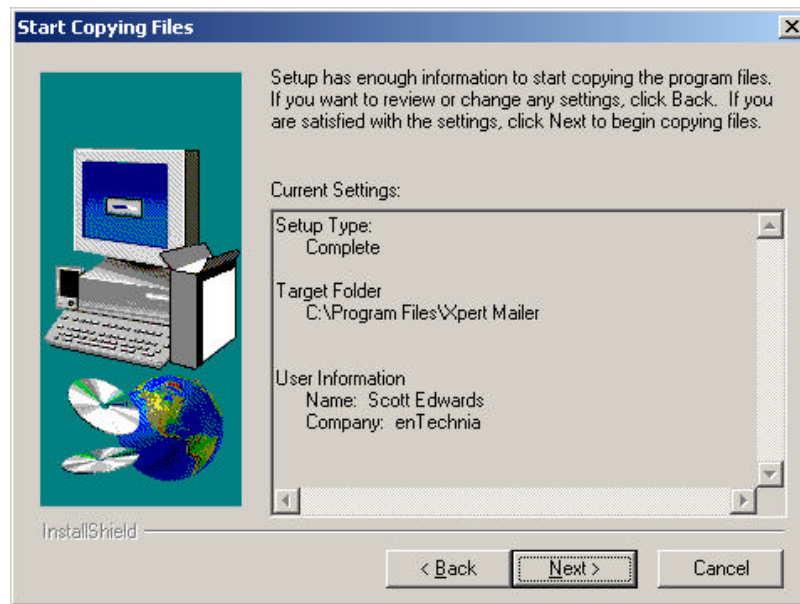 Start Copying Files
Setup has enough information to start copying the program files.
If you want to review or change any settings, click Back. If you
are satisfied with the settings, click Next to begin copying files.
Current Settings:
Setup Type:
Complete
Target Folder
C:\Program Files\Xpert Mailer
User Information
Name: Scott Edwards
Company: enTechnia
InstallShield
< Back
Next >
Cancel